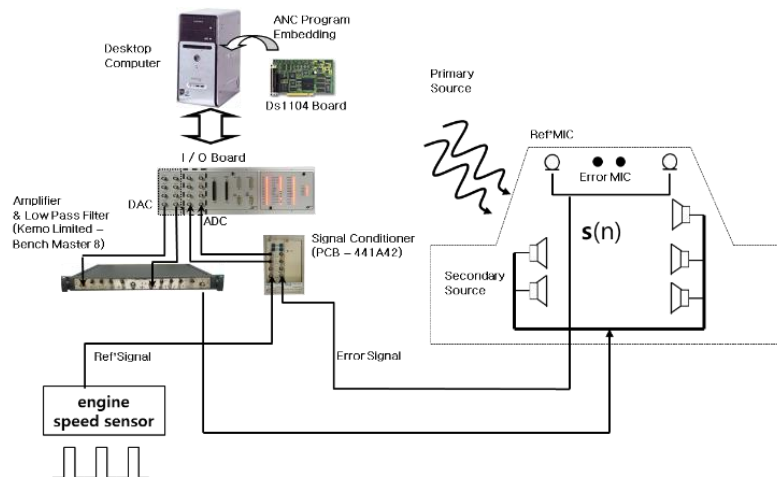 ANC Program
Embedding
Desktop
Computer
Ds1104 Board
Primary
Source
Ref'MIC
I / O Board
Error MIC
Amplifier
& Low Pass Filter
(Kemo Limited –
Bench Master 8)
DAC
ADC
Signal Conditioner
(PCB – 441A42)
s(n)
Secondary
Source
Ref'Signal
Error Signal
engine
speed sensor